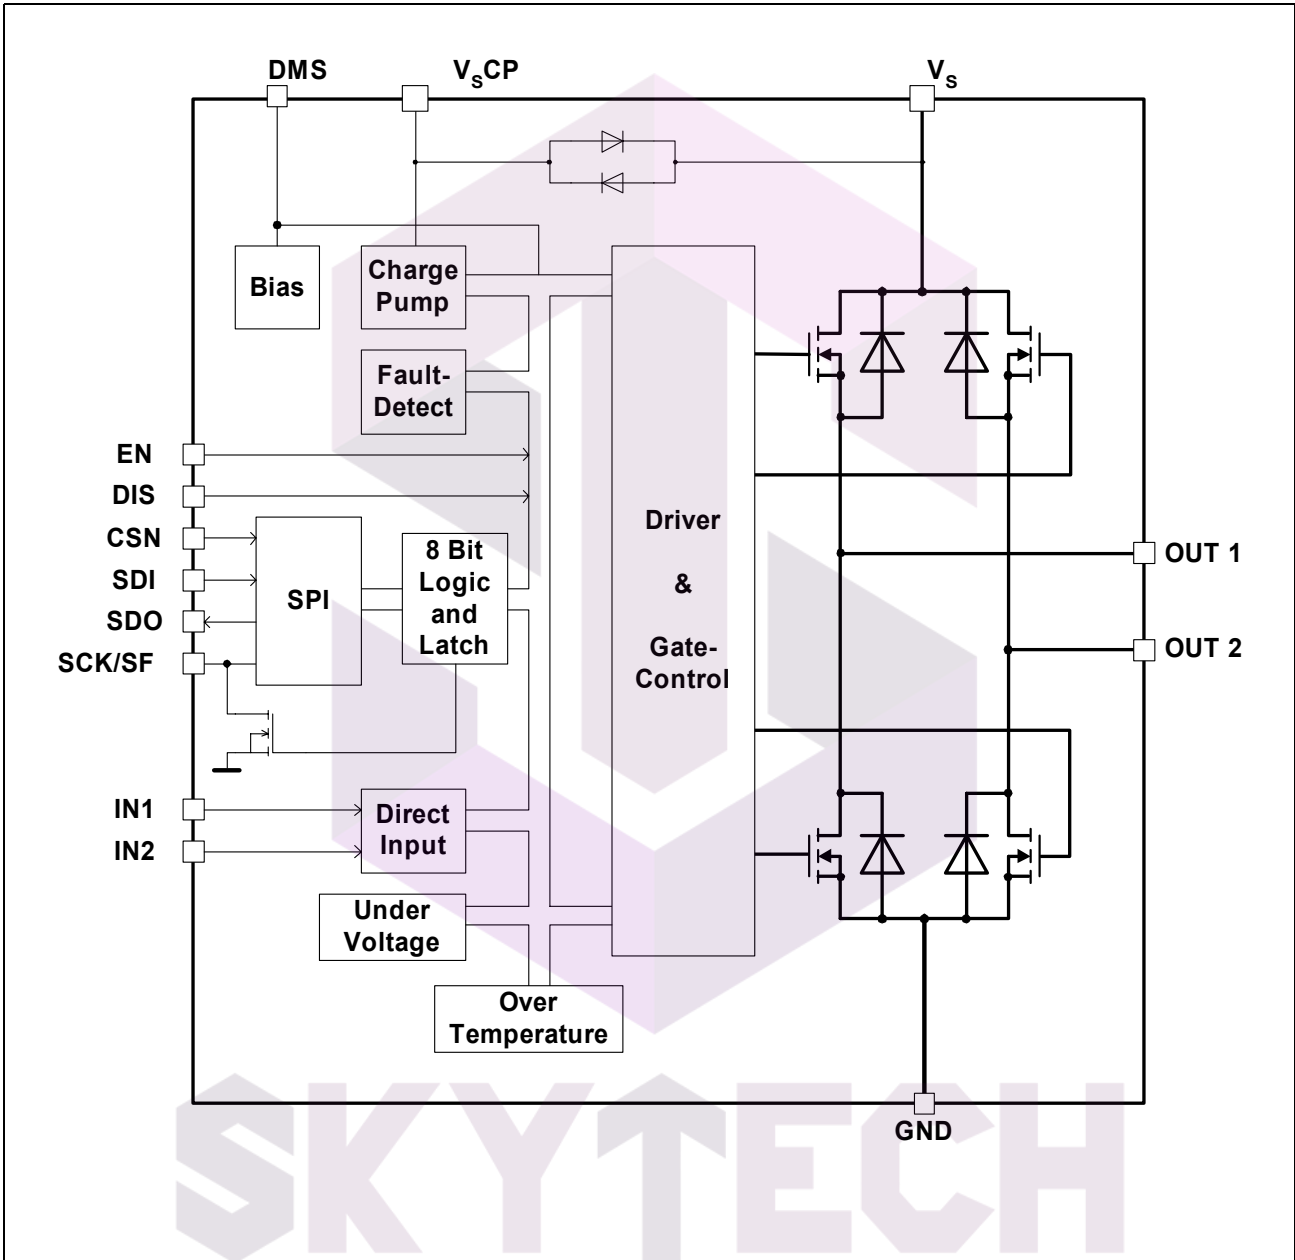 DMS
VSCP
VS
Bias
Charge
Pump
Fault-
Detect
EN
DIS
CSN
SDI
SDO
SCK/SF
SPI
8 Bit
Logic
and
Latch
Driver
&
Gate-
Control
OUT 1
OUT 2
IN1
IN2
Direct
Input
Under
Voltage
Over
Temperature
GND
SKYTECH